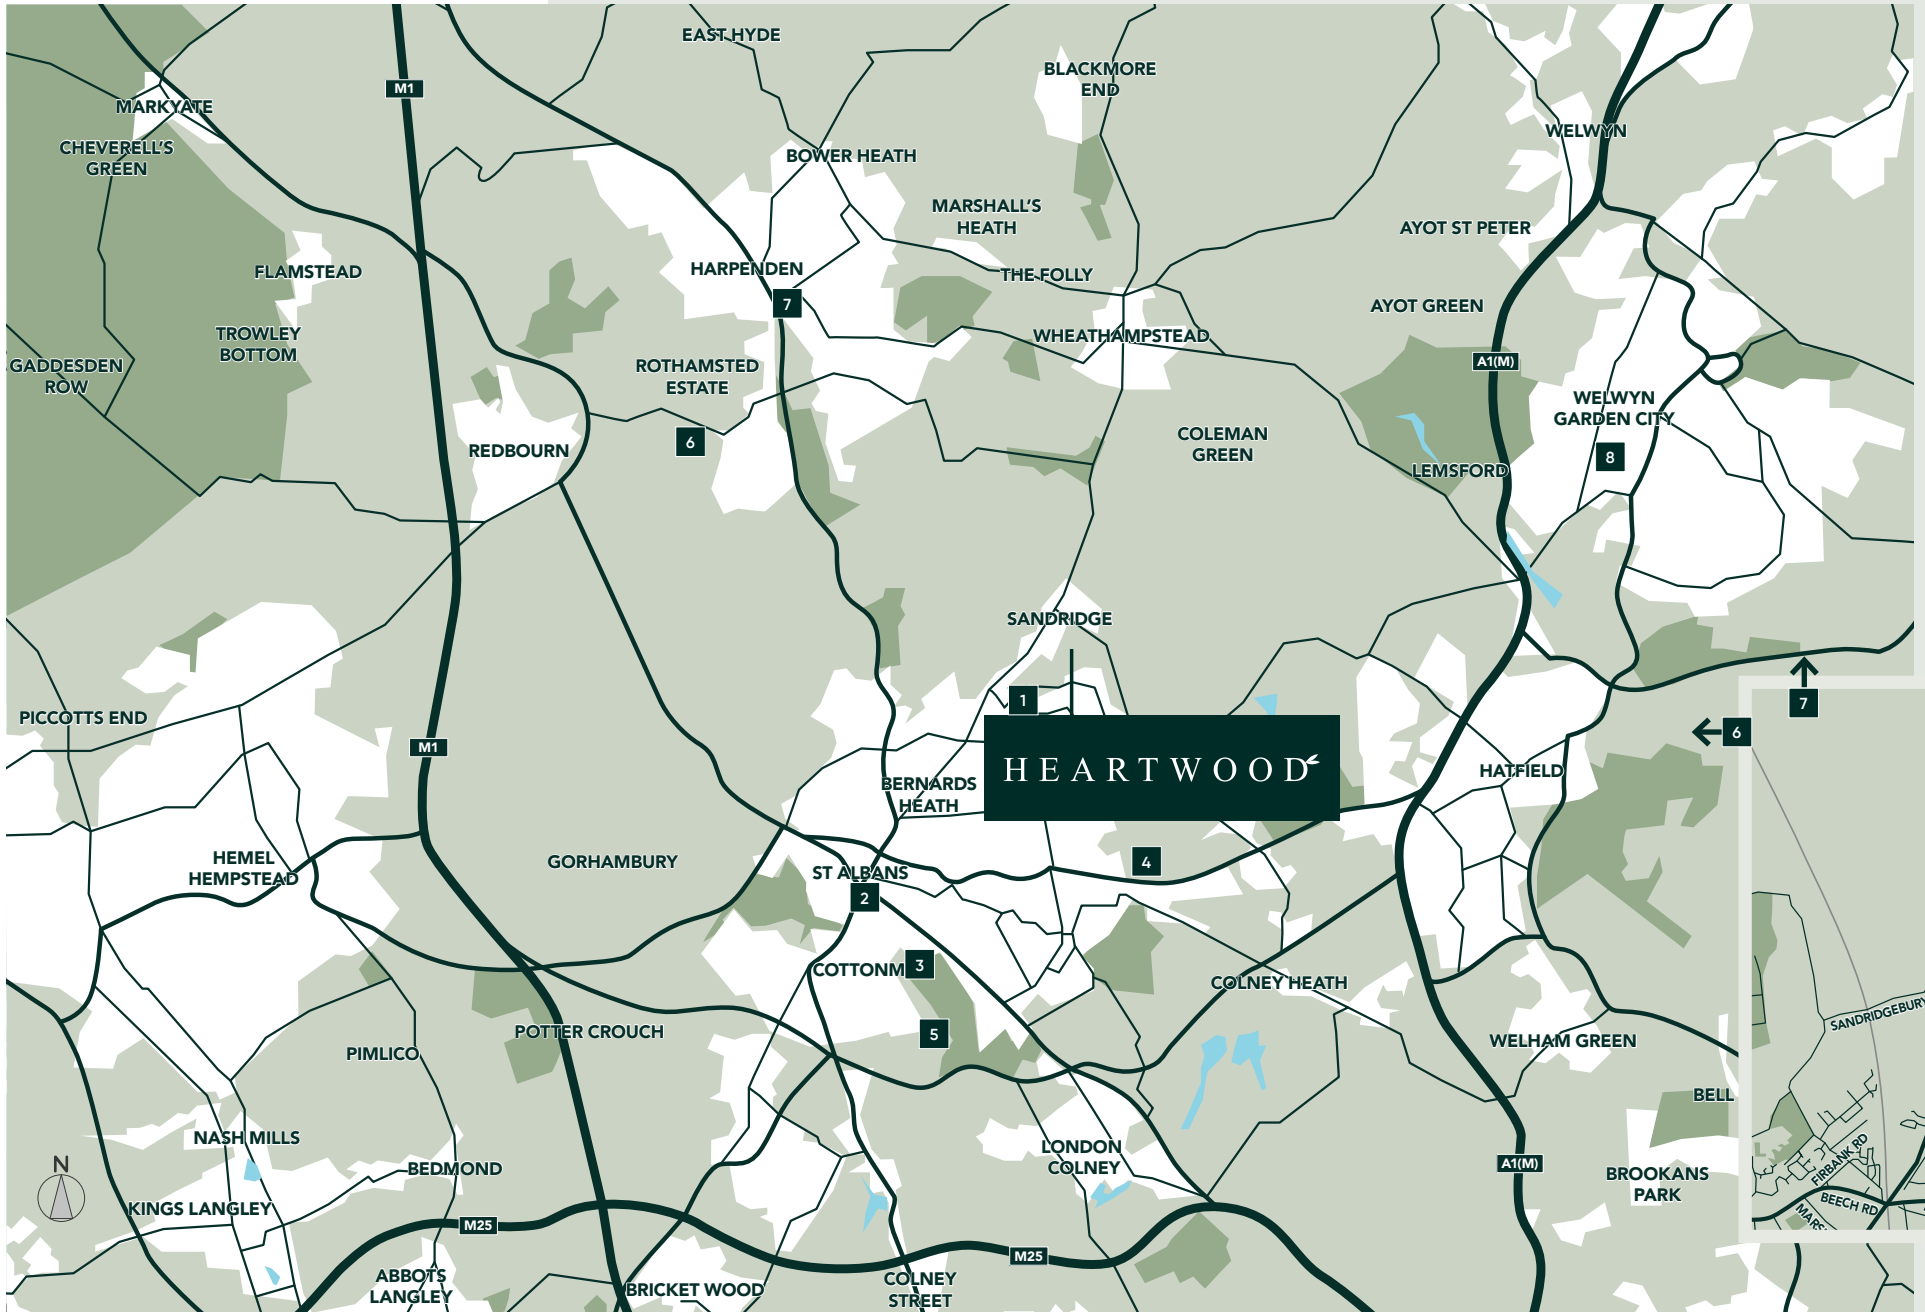 EAST HYDE
BLACKMORE
END
M1
MARKYATE
WELWYN
CHEVERELL'S
GREEN
BOWER HEATH
MARSHALL'S
HEATH
AYOT ST PETER
FLAMSTEAD
HARPENDEN
THE FOLLY
7
AYOT GREEN
TROWLEY
BOTTOM
WHEATHAMPSTEAD
GADDESDEN
ROW
ROTHAMSTED
ESTATE
A1(M)
WELWYN
GARDEN CITY
REDBOURN
6
COLEMAN
GREEN
8
LEMSFORD
SANDRIDGE
1
7
PICCOTTS END
6
M1
HEARTWOOD
HATFIELD
BERNARDS
HEATH
HEMEL
HEMPSTEAD
GORHAMBURY
4
ST ALBANS
2
COTTONM
3
COLNEY HEATH
SANDRIDGEBURY
POTTER CROUCH
5
WELHAM GREEN
PIMLICO
BELL
NASH MILLS
LONDON
COLNEY
FIRBANK RD
N
BEDMOND
A1(M)
BROOKANS
PARK
BEECH RD
KINGS LANGLEY
MARS
M25
M25
ABBOTS
LANGLEY
BRICKET WOOD
COLNEY
STREET